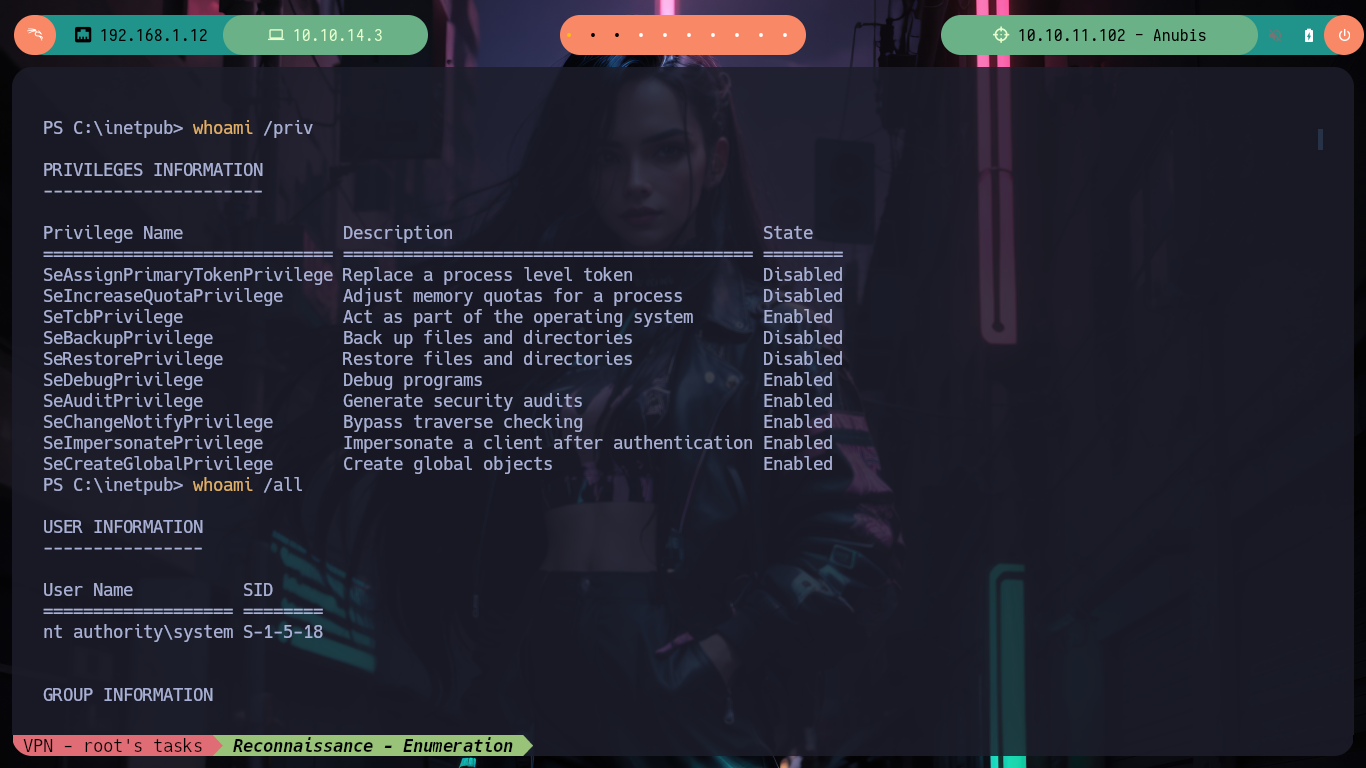 192.168.1.12 10.10.14.3 10.10.11.102 - Anubis
PS C:\inetpub> whoami /priv
PRIVILEGES INFORMATION
----------------------
Privilege Name Description State
============================= ========================================= ========
SeAssignPrimaryTokenPrivilege Replace a process level token Disabled
SeIncreaseQuotaPrivilege Adjust memory quotas for a process Disabled
SeTcbPrivilege Act as part of the operating system Enabled
SeBackupPrivilege Back up files and directories Disabled
SeRestorePrivilege Restore files and directories Disabled
SeDebugPrivilege Debug programs Enabled
SeAuditPrivilege Generate security audits Enabled
SeChangeNotifyPrivilege Bypass traverse checking Enabled
SeImpersonatePrivilege Impersonate a client after authentication Enabled
SeCreateGlobalPrivilege Create global objects Enabled
PS C:\inetpub> whoami /all
USER INFORMATION
----------------
User Name SID
=================== ========
nt authority\system S-1-5-18
GROUP INFORMATION
VPN - root's tasks Reconnaissance - Enumeration